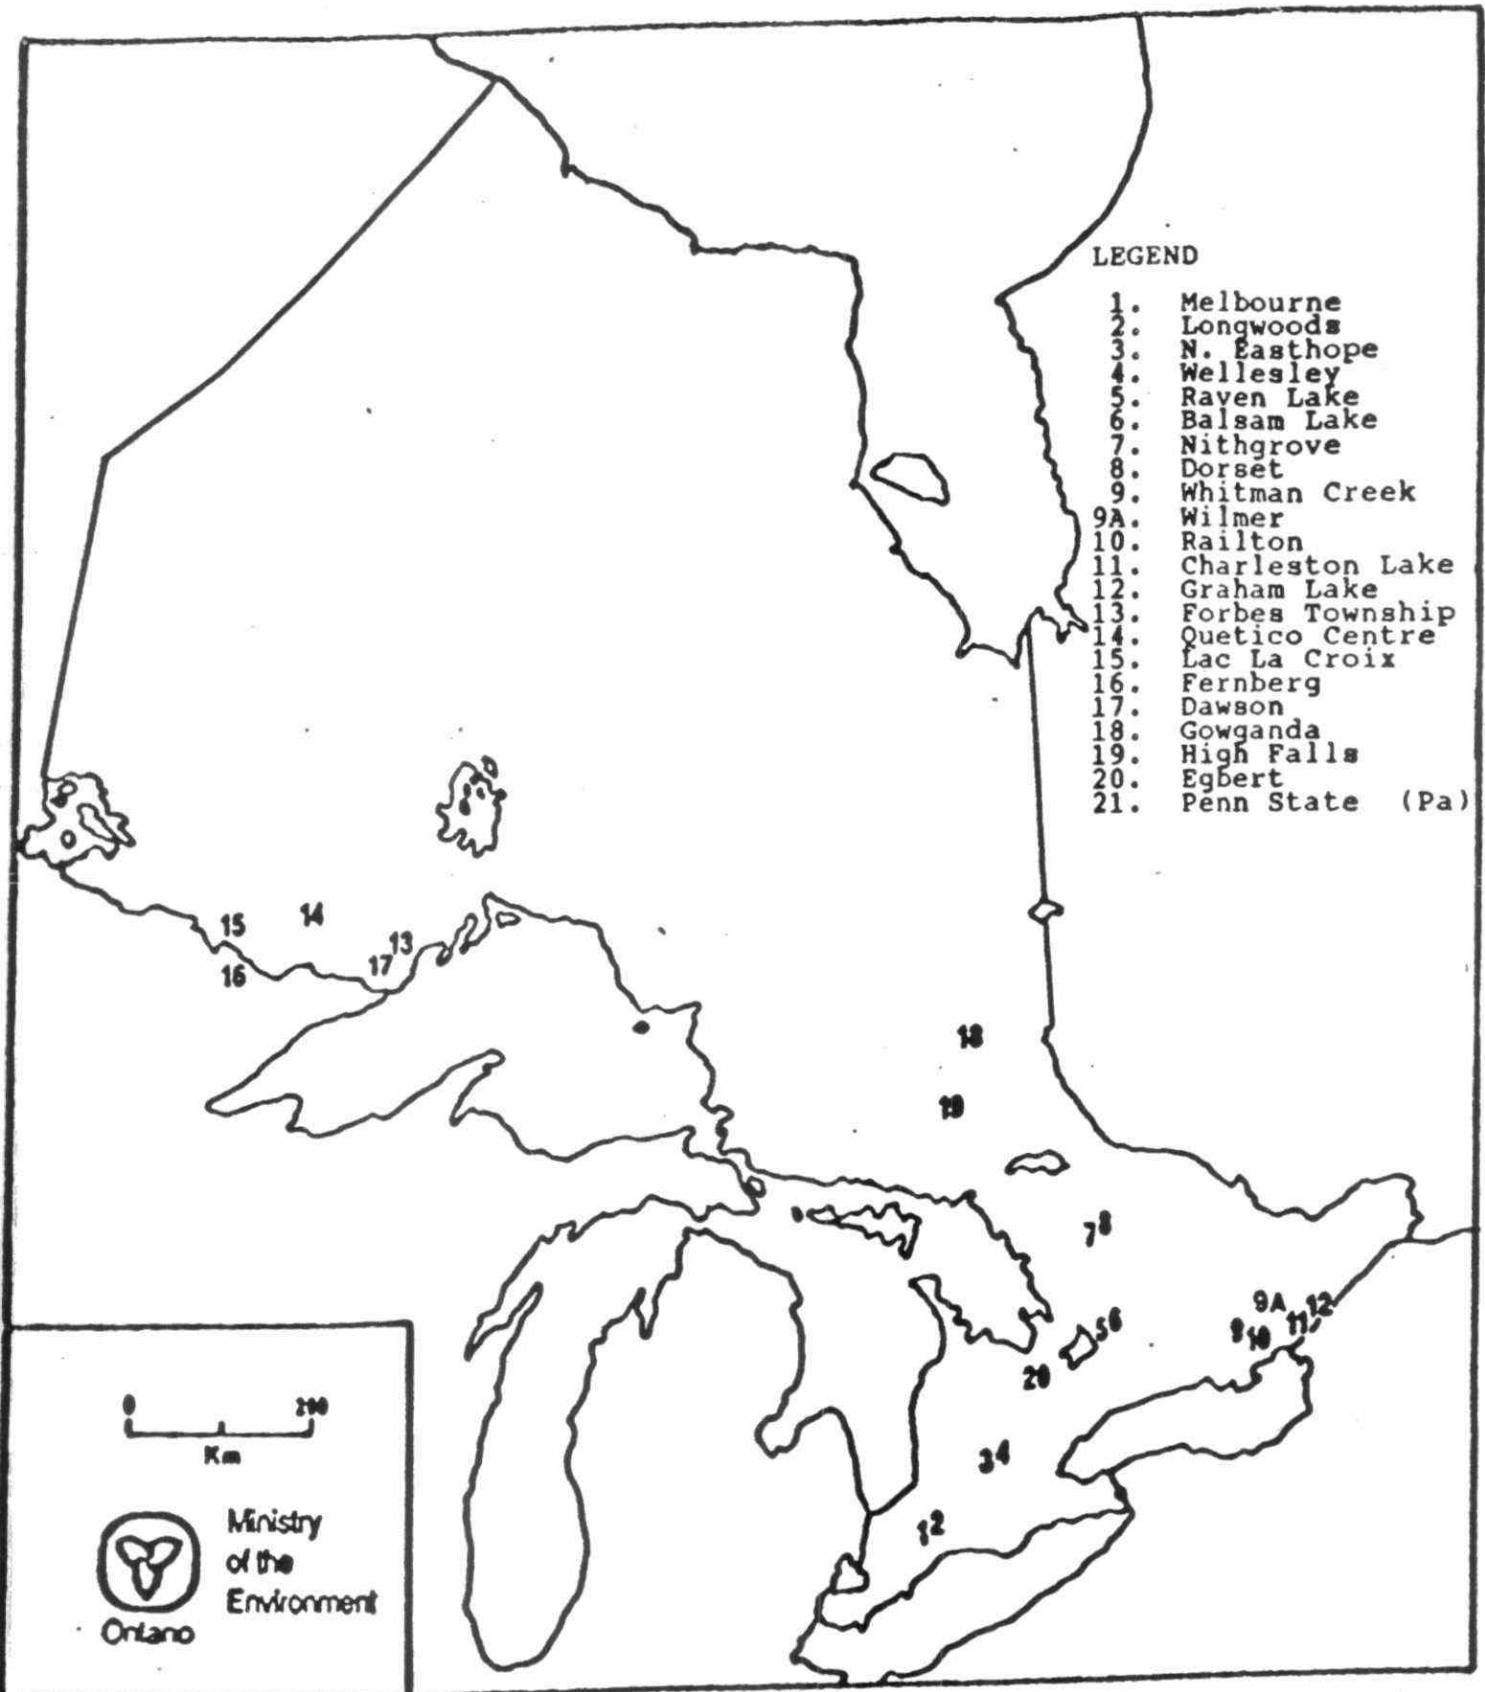 LEGEND
1. Melbourne
2. Longwoods
3. N. Easthope
4. Wellesley
5. Raven Lake
6. Balsam Lake
7. Nithgrove
8. Dorset
9. Whitman Creek
9A. Wilmer
10. Railton
11. Charleston Lake
12. Graham Lake
13. Forbes Township
14. Quetico Centre
15. Lac La Croix
16. Fernberg
17. Dawson
18. Gowganda
19. High Falls
20. Egbert
21. Penn State (Pa)
15
14
13
17
16
18
19
7 8
9A 12
9 10 11
5 6
20
3 4
1 2
0 200
Km
Ministry
of the
Environment
Ontario